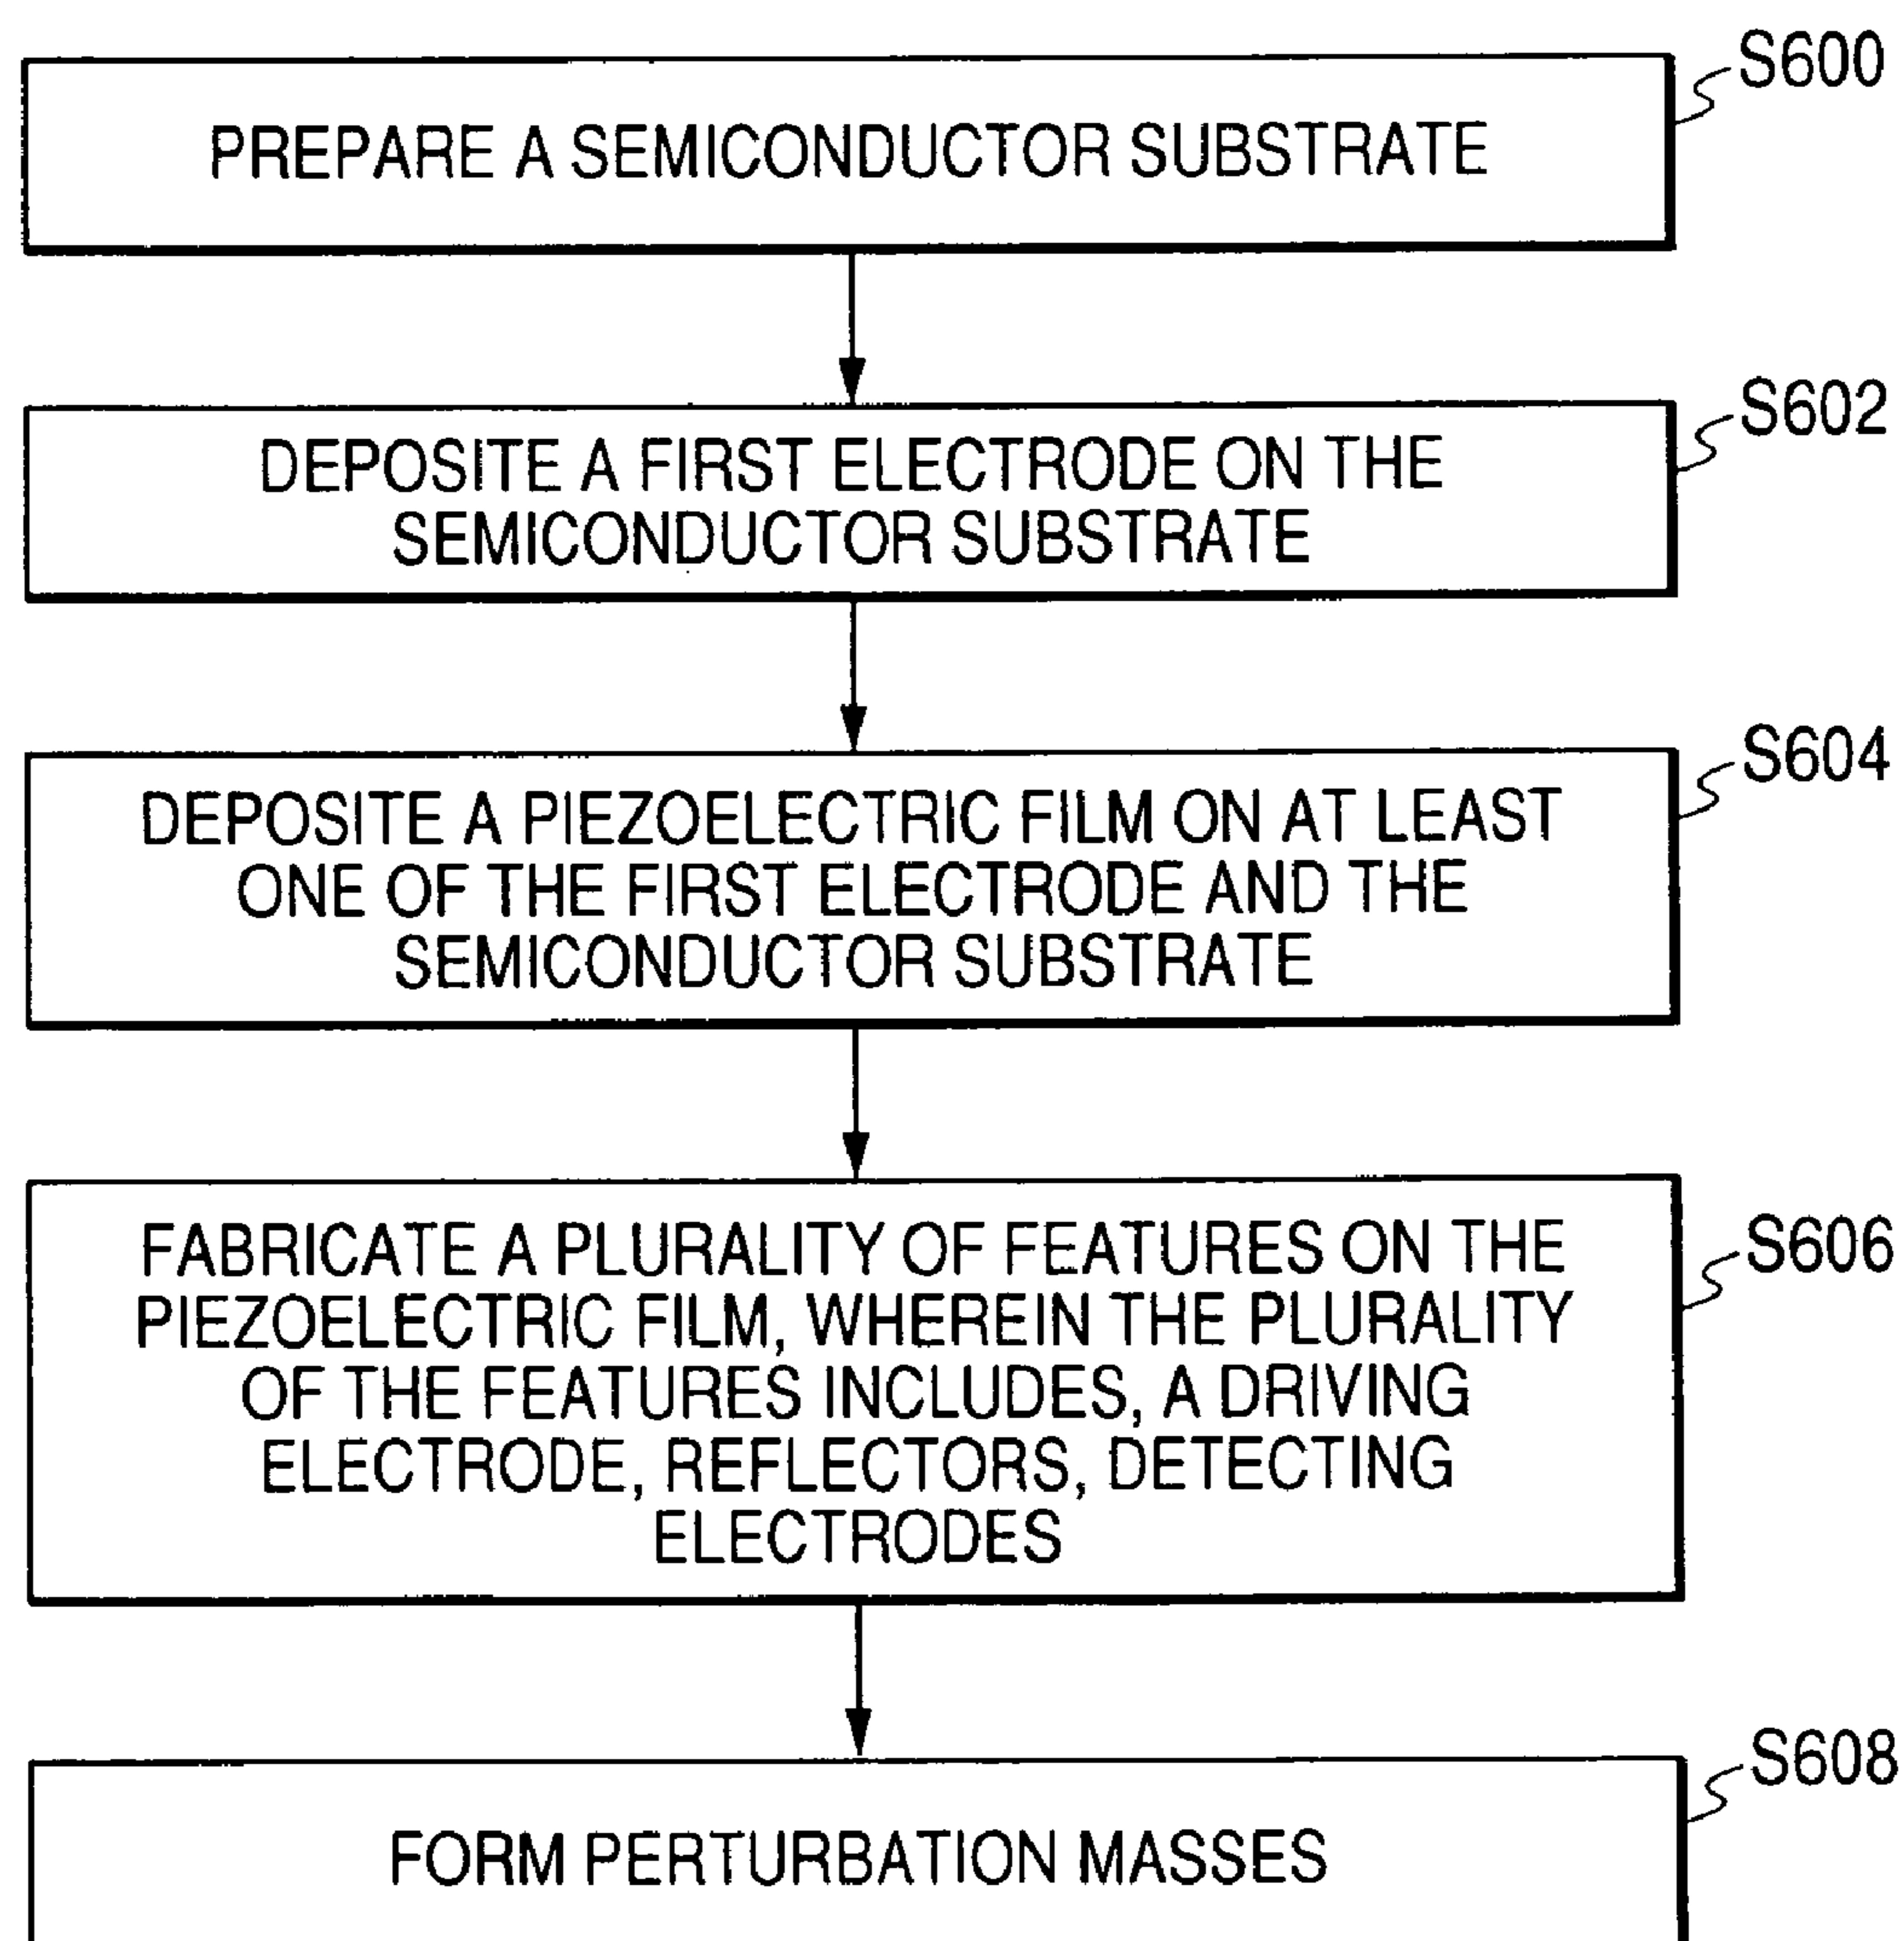 S600
PREPARE A SEMICONDUCTOR SUBSTRATE
S602
DEPOSITE A FIRST ELECTRODE ON THE
SEMICONDUCTOR SUBSTRATE
S604
DEPOSITE A PIEZOELECTRIC FILM ON AT LEAST
ONE OF THE FIRST ELECTRODE AND THE
SEMICONDUCTOR SUBSTRATE
S606
FABRICATE A PLURALITY OF FEATURES ON THE
PIEZOELECTRIC FILM, WHEREIN THE PLURALITY
OF THE FEATURES INCLUDES, A DRIVING
ELECTRODE, REFLECTORS, DETECTING
ELECTRODES
S608
FORM PERTURBATION MASSES